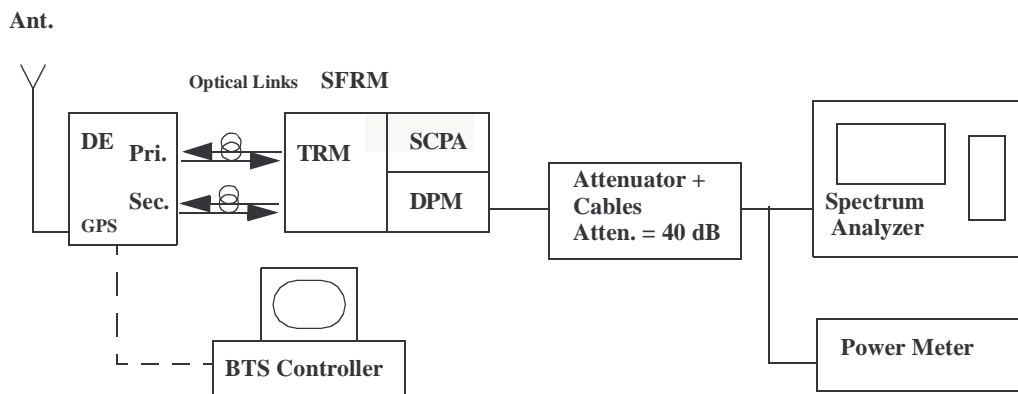 Ant.
Optical Links SFRM
DE
Pri.
Sec.
GPS
TRM
SCPA
DPM
Attenuator +
Cables
Atten. = 40 dB
Spectrum
Analyzer
Power Meter
BTS Controller